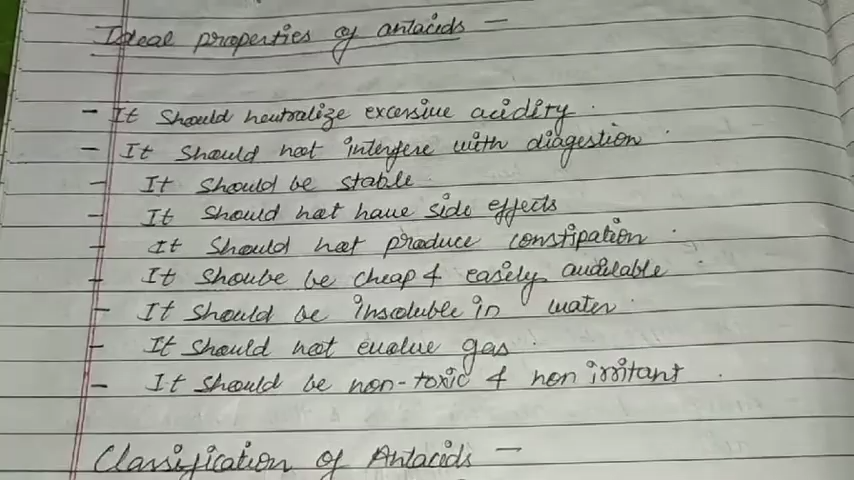 Ideal properties of antacids -
- It should neutralize excessive acidity.
- It should not interfere with diagestion.
- It should be stable.
- It should not have side effects
- It should not produce constipation.
- It shoube be cheap & easely available.
- It should be insoluble in water.
- It should not evalue gas.
- It should be non-toxic & non irritant.
Classification of Antacids -